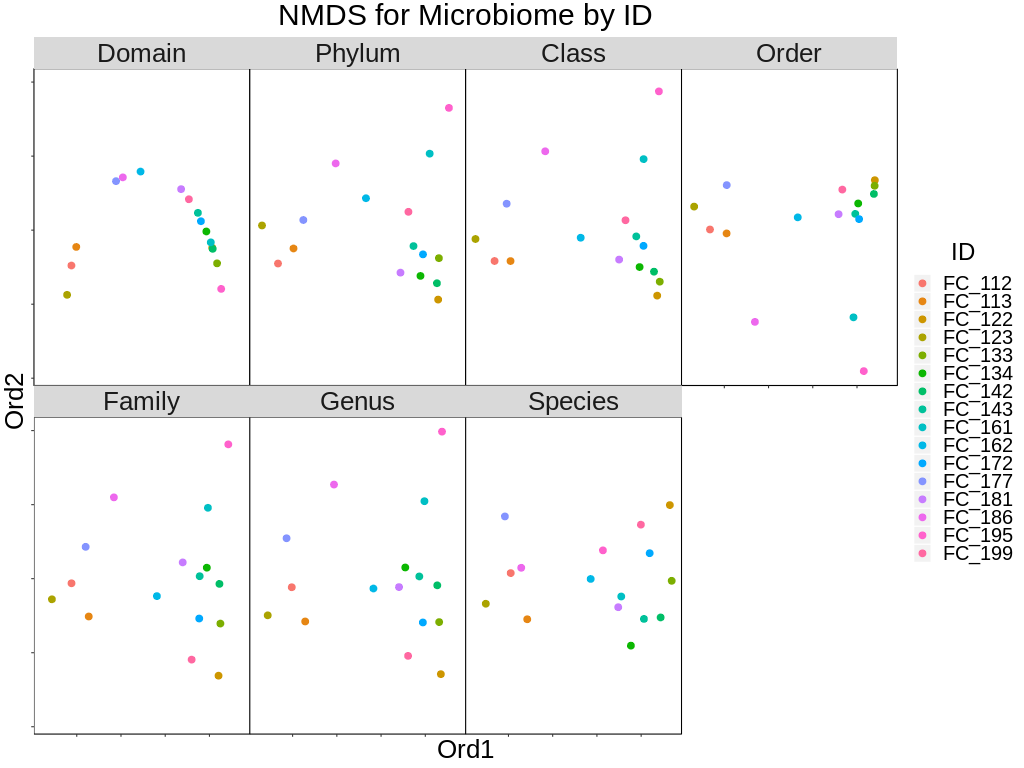 NMDS for Microbiome by ID
Domain
Phylum
Class
Order
Family
Genus
Species
Ord2
Ord1
ID
FC_112
FC_113
FC_122
FC_123
FC_133
FC_134
FC_142
FC_143
FC_161
FC_162
FC_172
FC_177
FC_181
FC_186
FC_195
FC_199